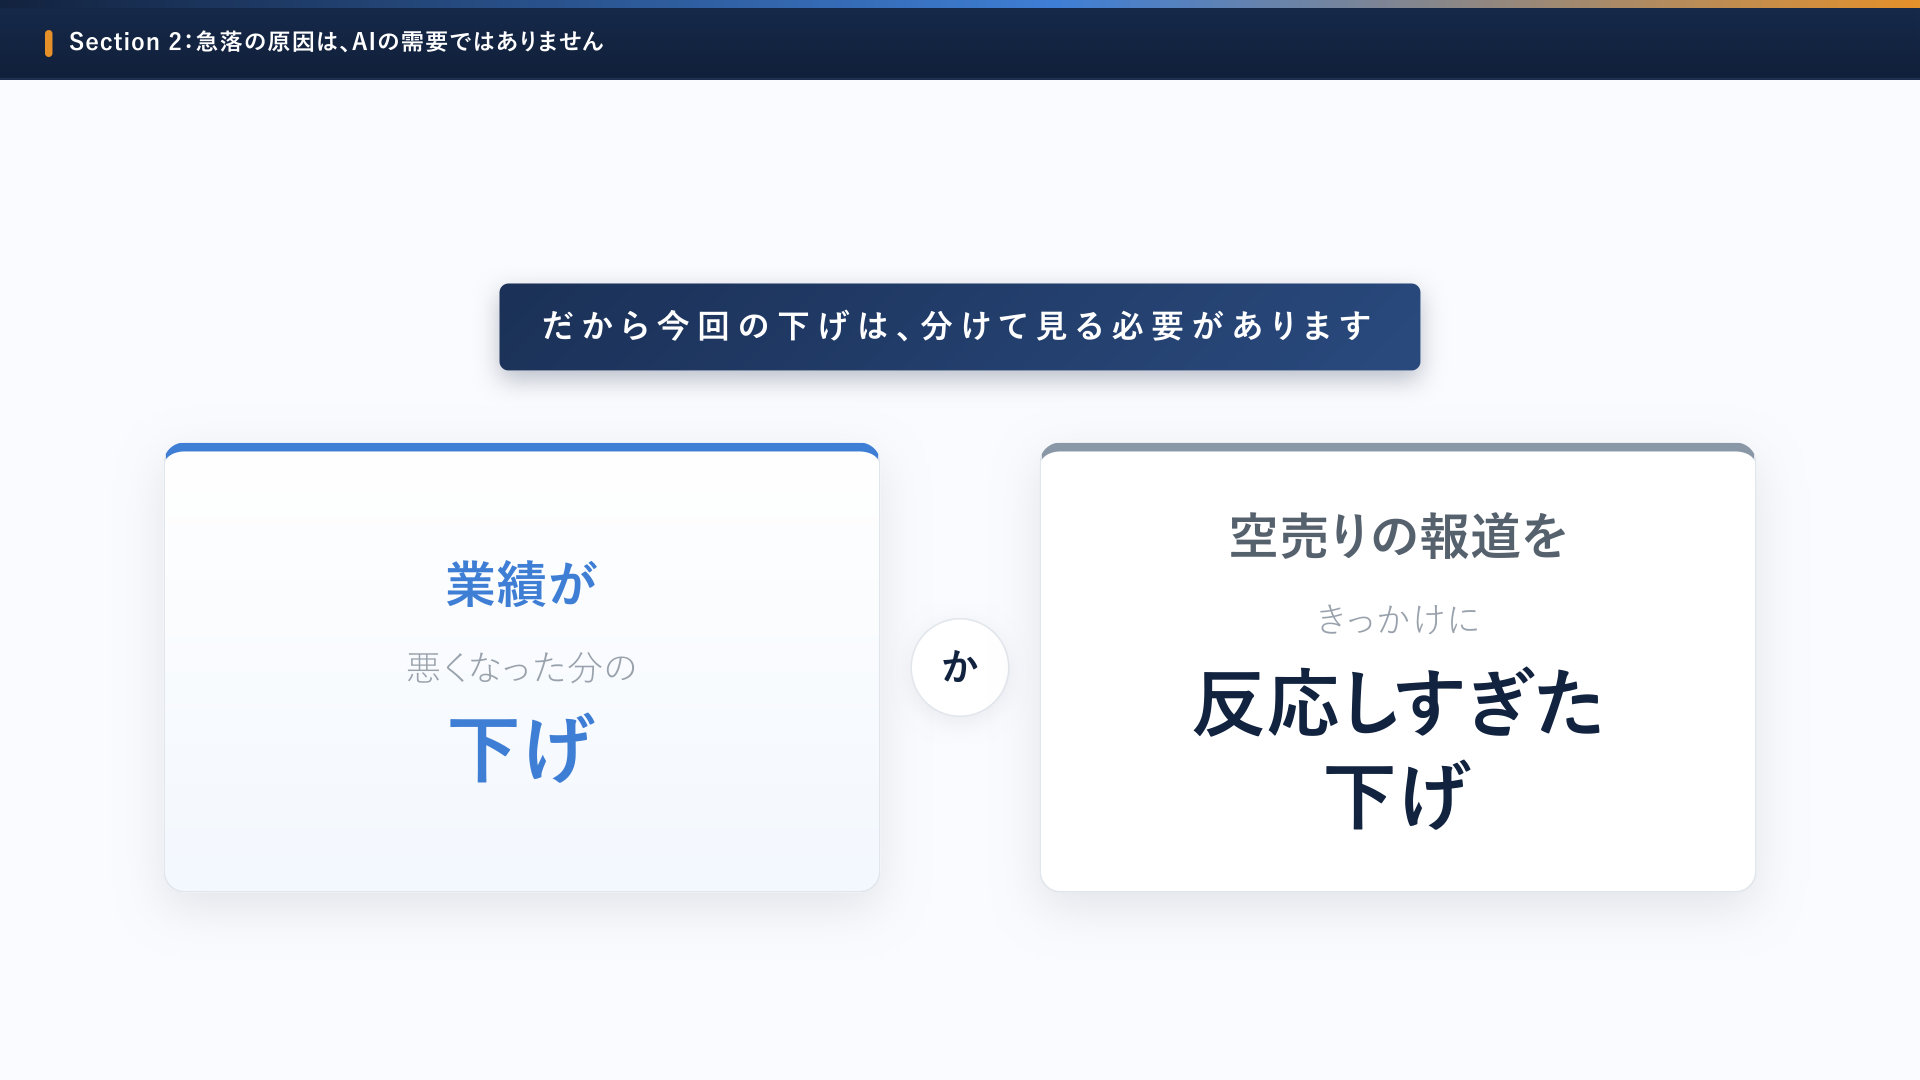 Section 2：急落の原因は、AIの需要ではありません
だから今回の下げは、分けて見る必要があります
業績が
悪くなった分の
下げ
か
空売りの報道を
きっかけに
反応しすぎた
下げ